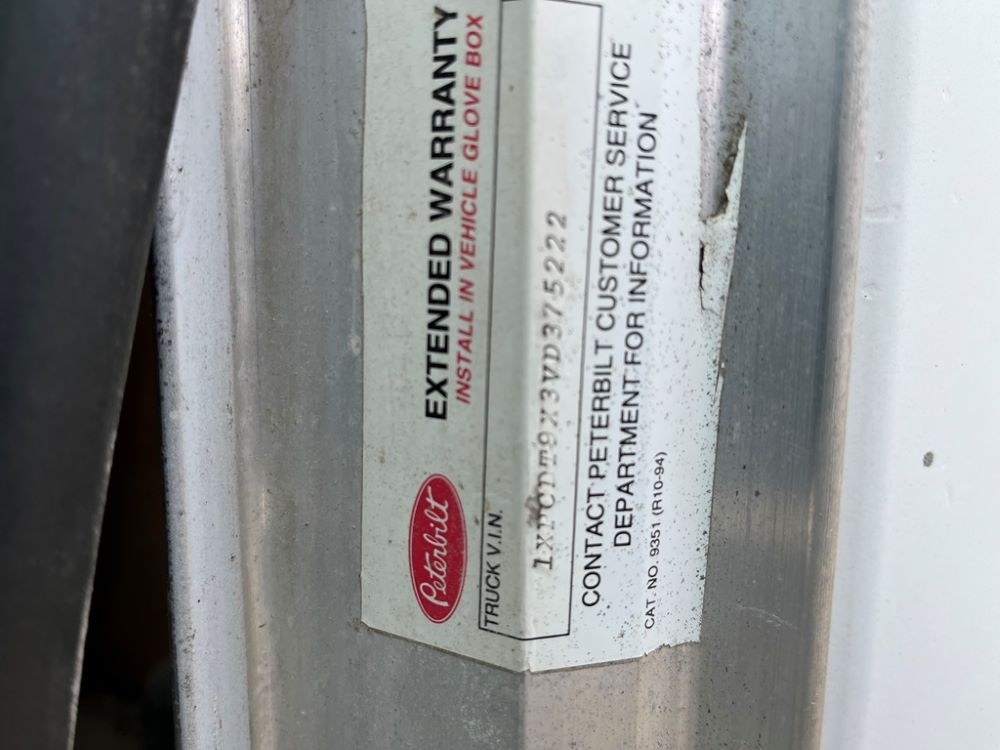 Peterbilt
EXTENDED WARRANTY
INSTALL IN VEHICLE GLOVE BOX
TRUCK V.I.N.
1XPCDT9X3VD375222
CONTACT PETERBILT CUSTOMER SERVICE
DEPARTMENT FOR INFORMATION
CAT. NO. 9351 (R10-94)